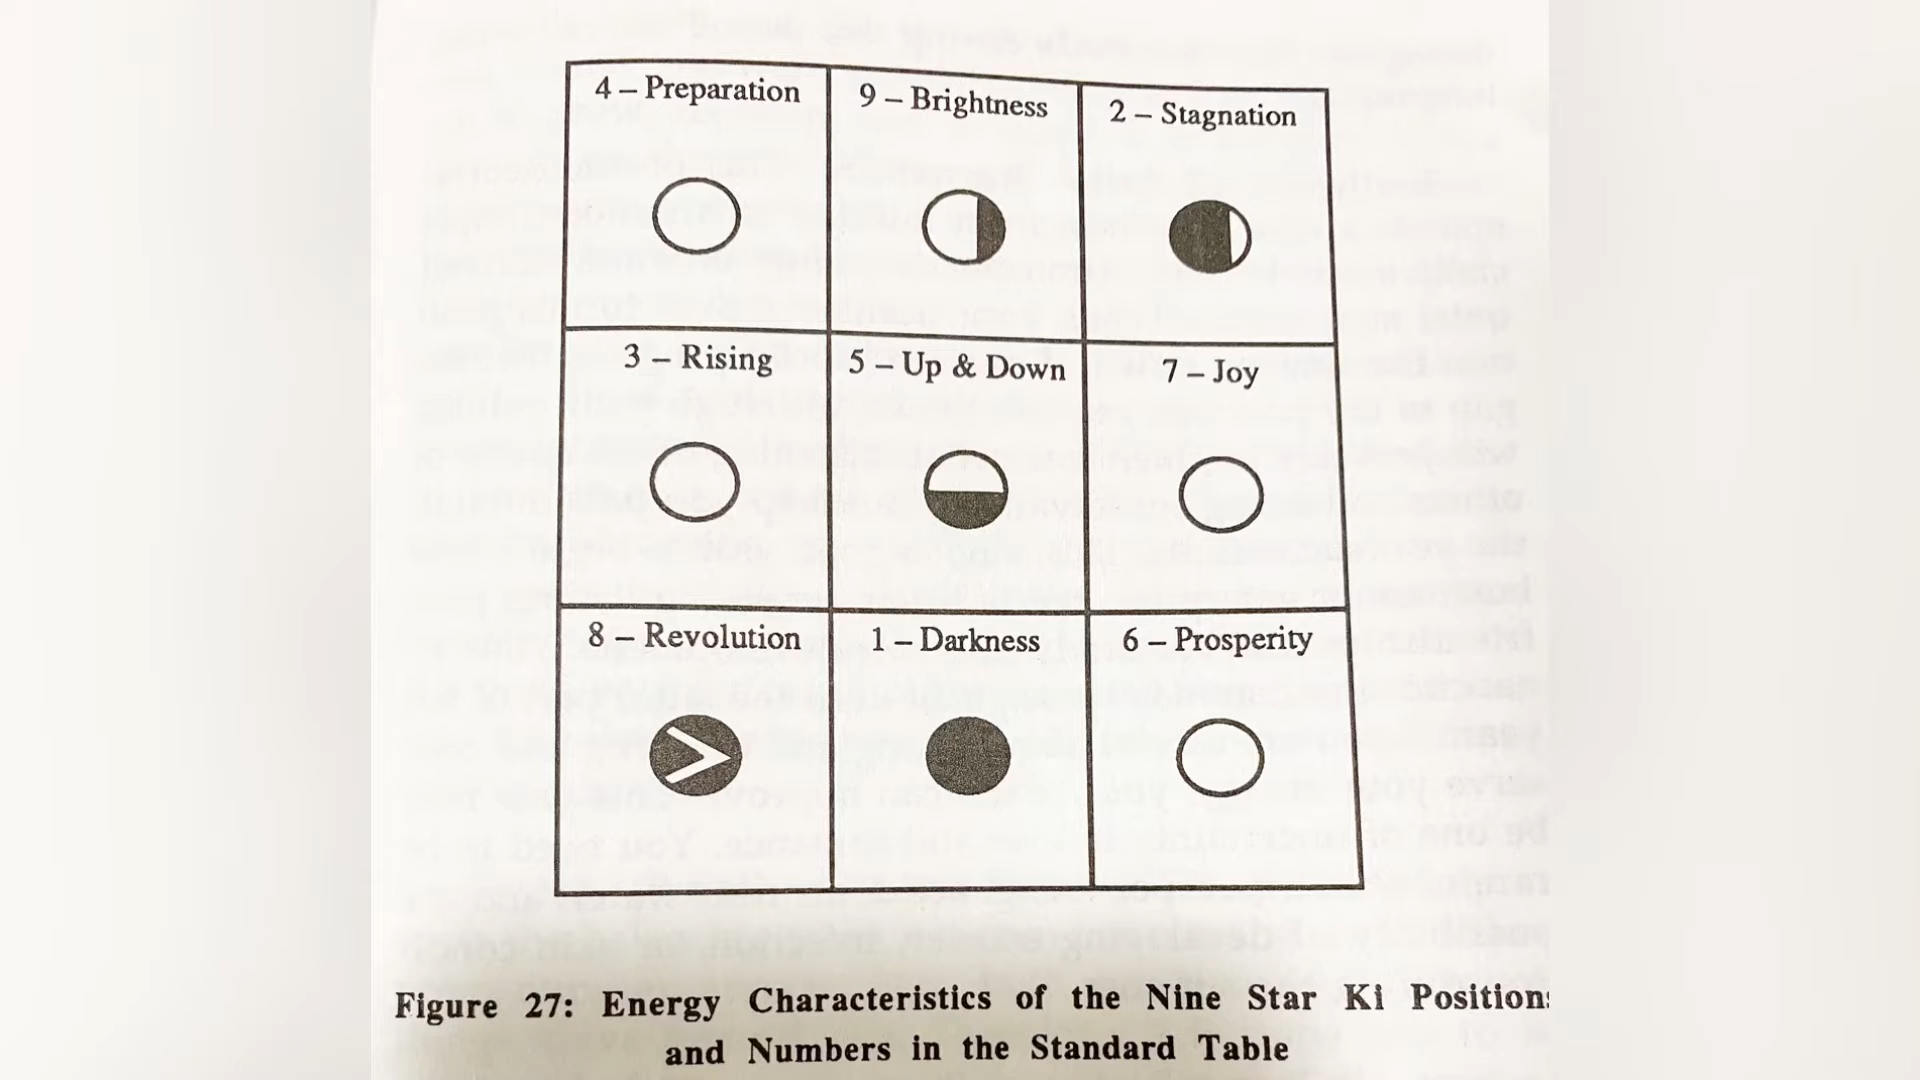 4 – Preparation
9 – Brightness
2 – Stagnation
3 – Rising
5 – Up & Down
7 – Joy
8 – Revolution
1 – Darkness
6 – Prosperity
Figure 27: Energy Characteristics of the Nine Star Ki Positions
and Numbers in the Standard Table